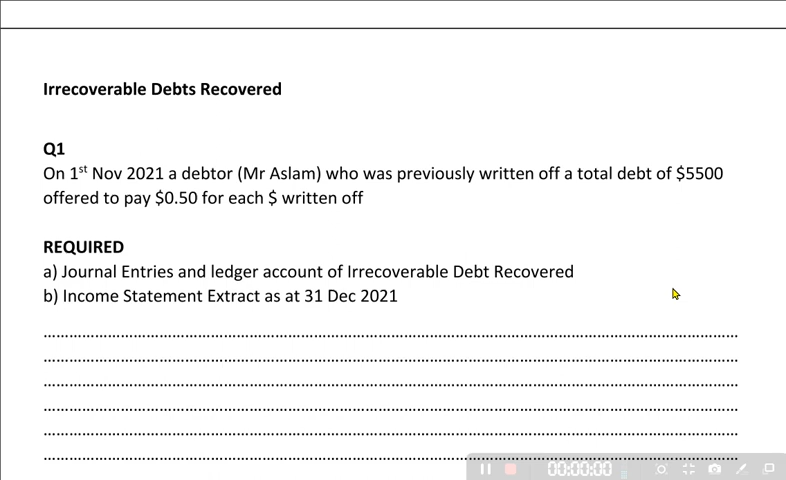 Irrecoverable Debts Recovered
Q1
On 1st Nov 2021 a debtor (Mr Aslam) who was previously written off a total debt of $5500
offered to pay $0.50 for each $ written off
REQUIRED
a) Journal Entries and ledger account of Irrecoverable Debt Recovered
b) Income Statement Extract as at 31 Dec 2021
00:00:00